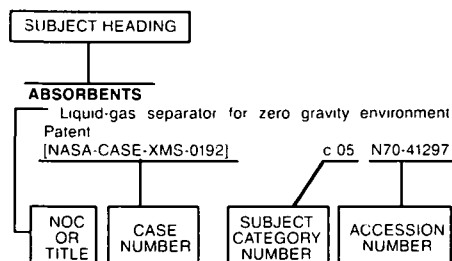 SUBJECT HEADING
ABSORBENTS
Liquid-gas separator for zero gravity environment
Patent
[NASA-CASE-XMS-0192] c 05 N70-41297
NOC OR TITLE
CASE NUMBER
SUBJECT CATEGORY NUMBER
ACCESSION NUMBER